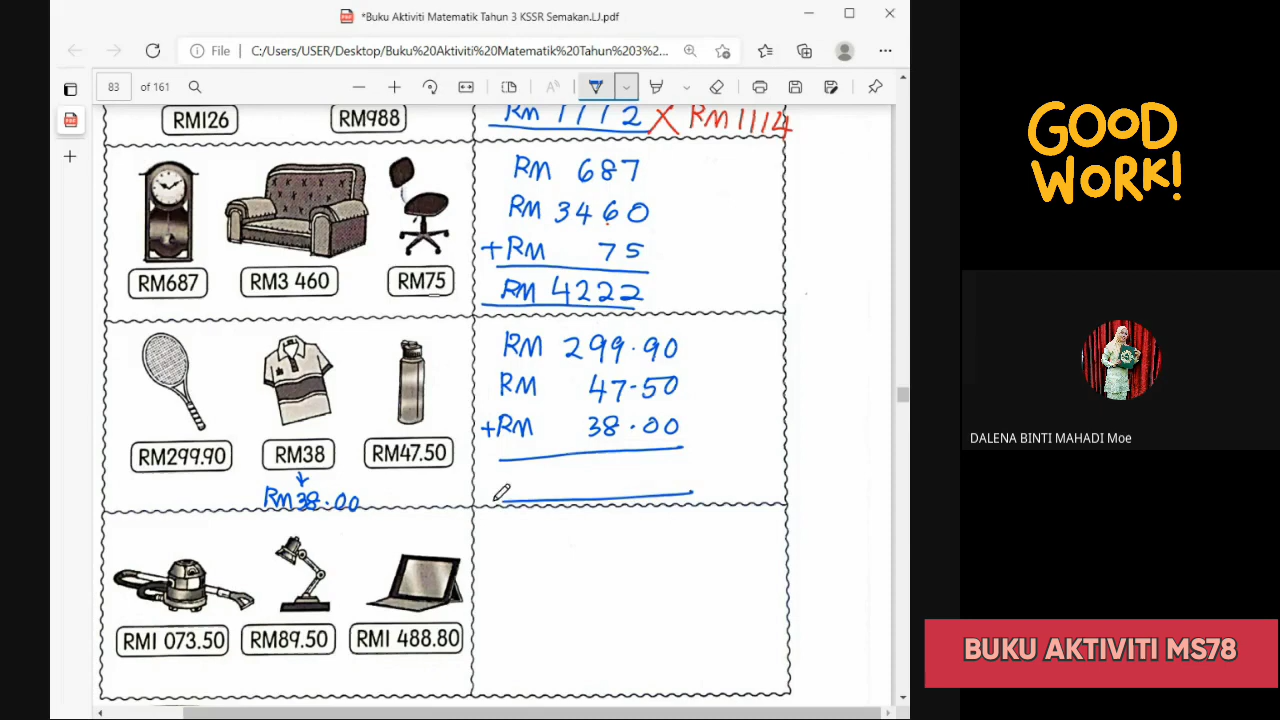 *Buku Aktiviti Matematik Tahun 3 KSSR Semakan.LJ.pdf
File C:/Users/USER/Desktop/Buku%20Aktiviti%20Matematik%20Tahun%203%2...
83 of 161
RM126 RM988
RM 1112 X RM1114
RM687 RM3 460 RM75
RM 687
RM 3460
+RM 75
RM 4222
RM299.90 RM38 RM47.50
RM38.00
RM 299.90
RM 47.50
+RM 38.00
RM1 073.50 RM89.50 RM1 488.80
GOOD
WORK!
DALENA BINTI MAHADI Moe
BUKU AKTIVITI MS78